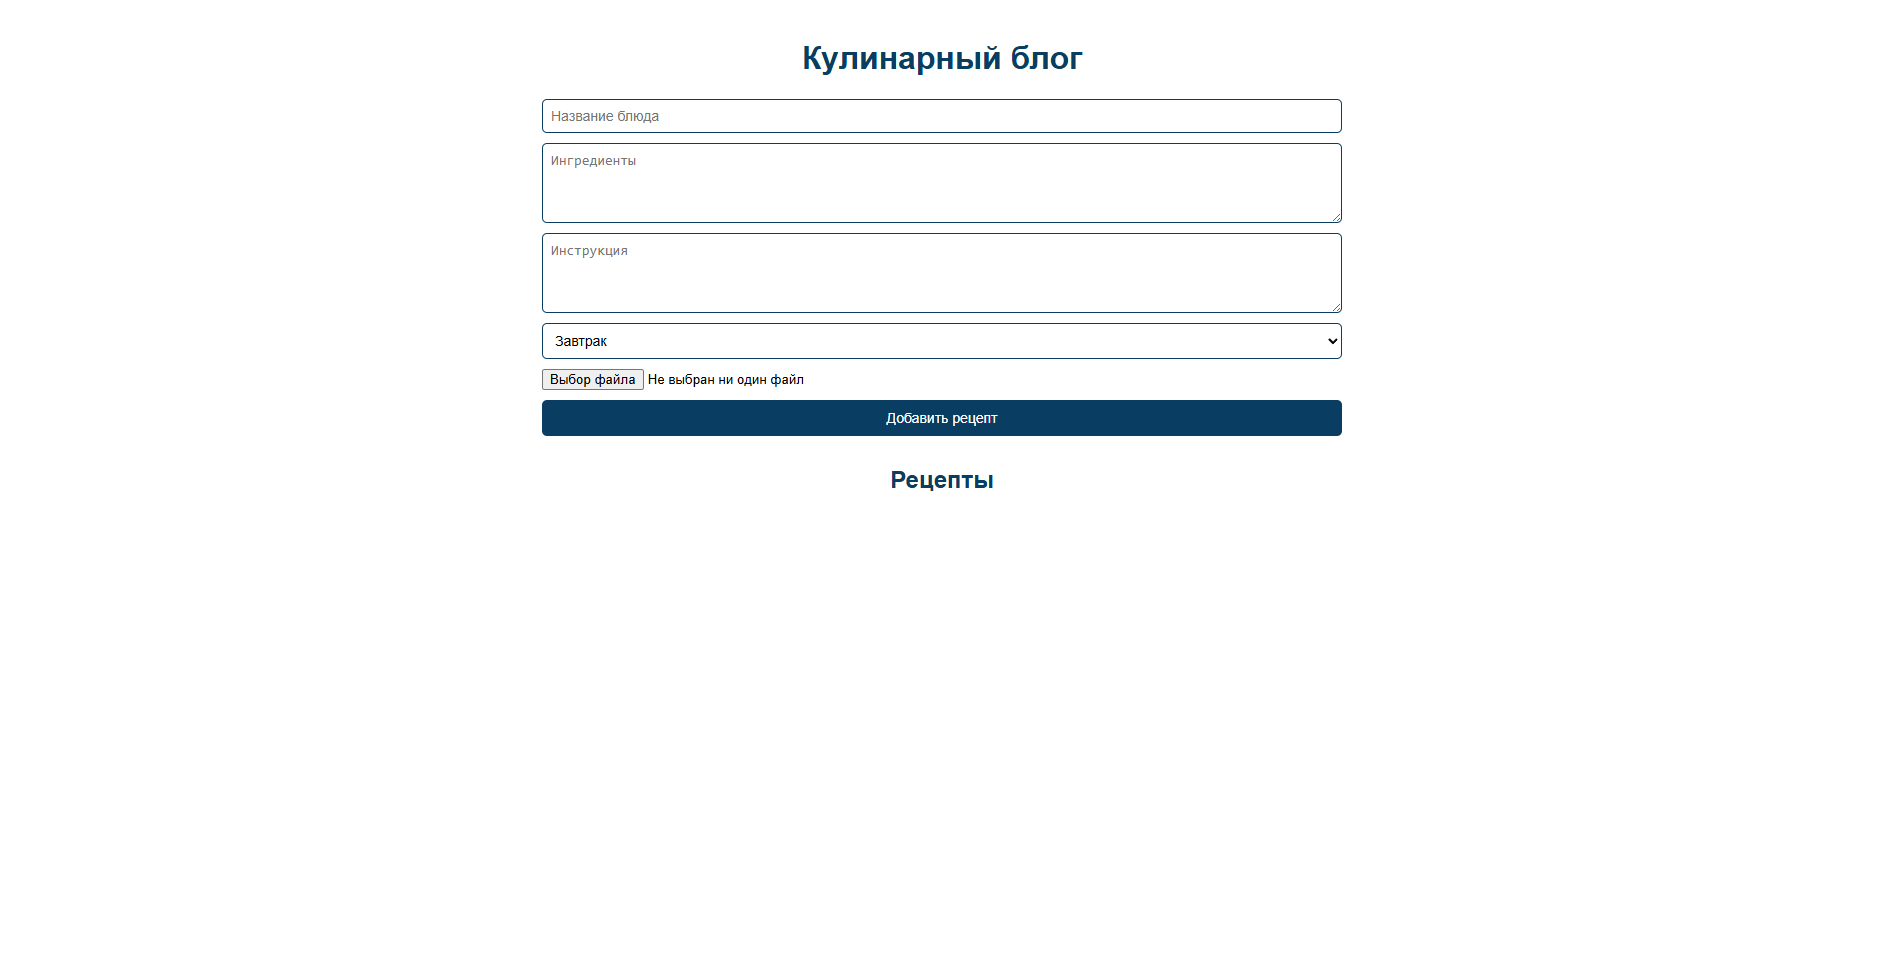 Кулинарный блог
Название блюда
Ингредиенты
Инструкция
Завтрак
Выбор файла Не выбран ни один файл
Добавить рецепт
Рецепты